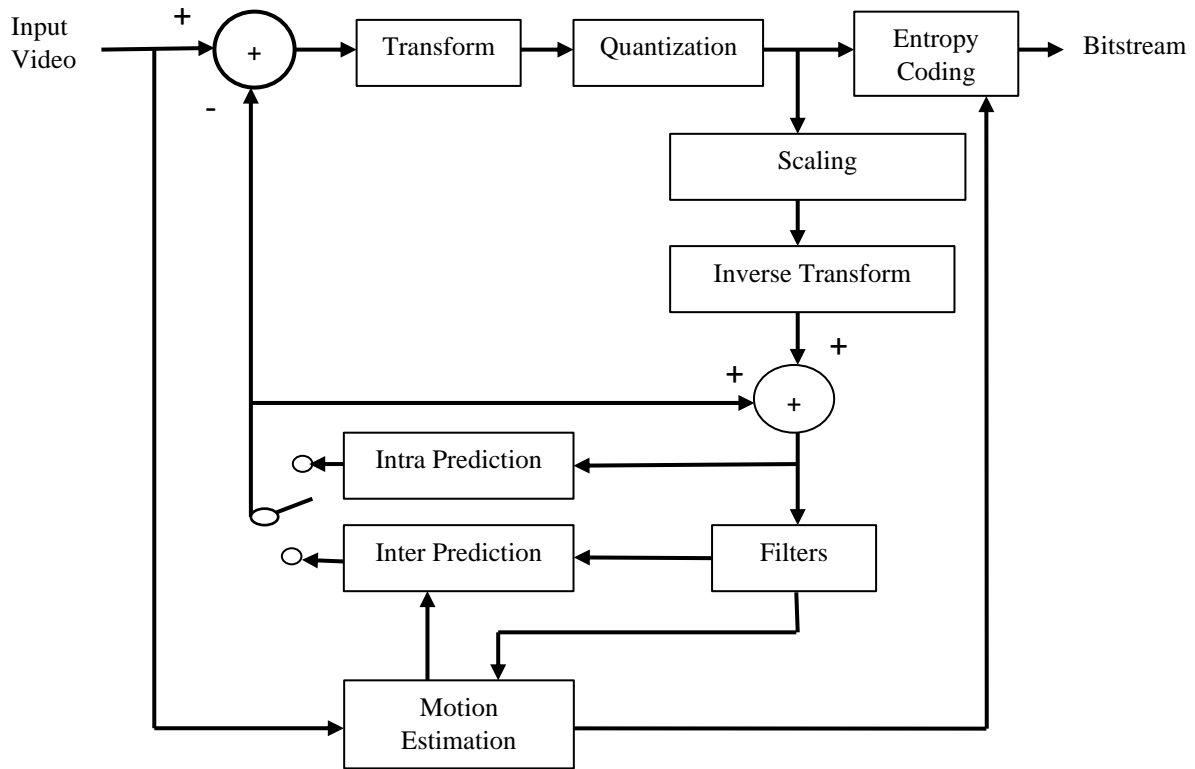 Input
Video
+
+
-
Transform
Quantization
Entropy
Coding
Bitstream
Scaling
Inverse Transform
+
+
+
Intra Prediction
Inter Prediction
Filters
Motion
Estimation